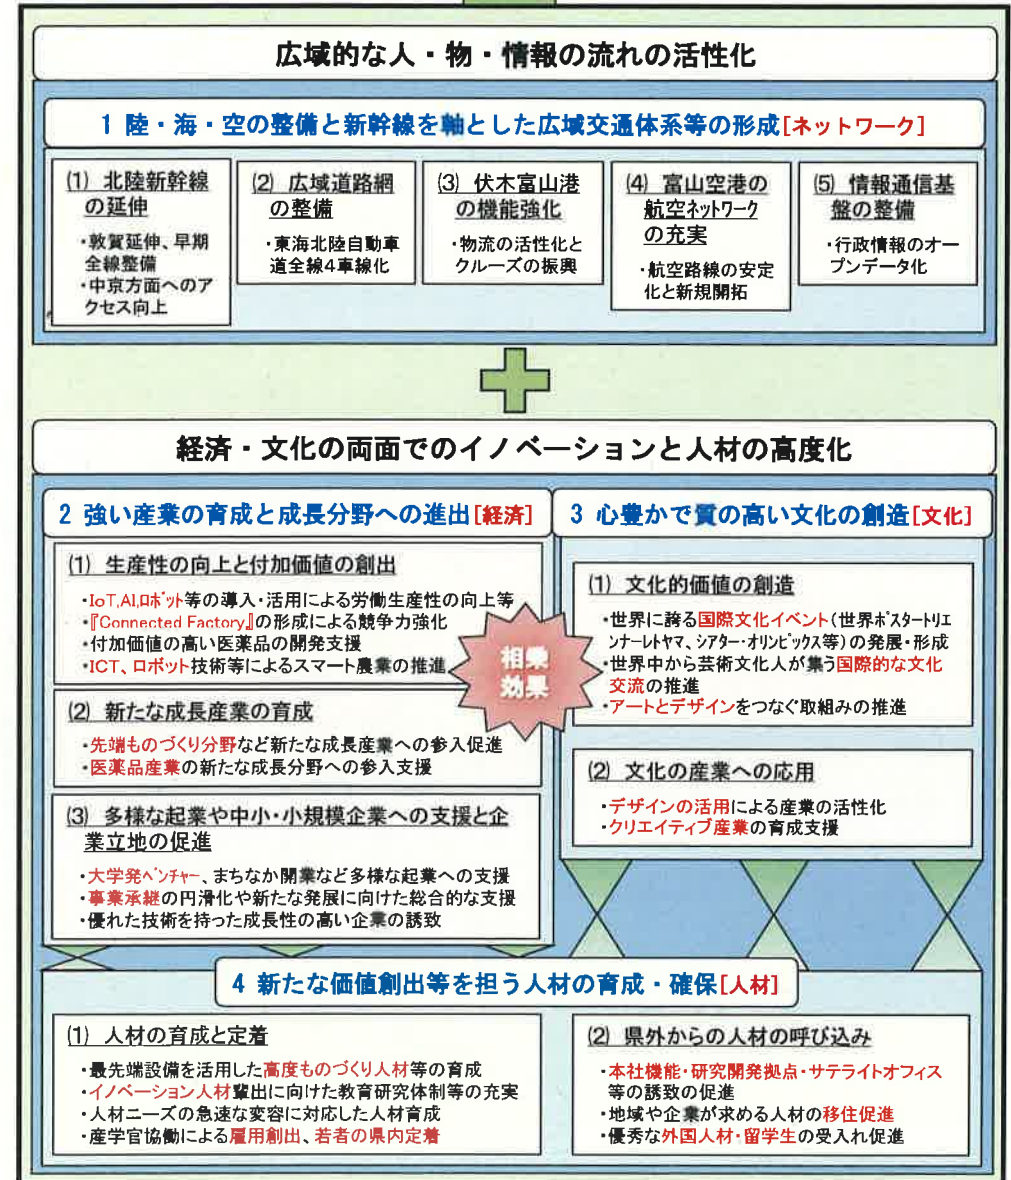 広域的な人・物・情報の流れの活性化
1 陸・海・空の整備と新幹線を軸とした広域交通体系等の形成[ネットワーク]
(1) 北陸新幹線
の延伸
・敦賀延伸、早期
全線整備
・中京方面へのア
クセス向上
(2) 広域道路網
の整備
・東海北陸自動車
道全線4車線化
(3) 伏木富山港
の機能強化
・物流の活性化と
クルーズの振興
(4) 富山空港の
航空ネットワーク
の充実
・航空路線の安定
化と新規開拓
(5) 情報通信基
盤の整備
・行政情報のオー
プンデータ化
経済・文化の両面でのイノベーションと人材の高度化
2 強い産業の育成と成長分野への進出[経済]
(1) 生産性の向上と付加価値の創出
・IoT,AI,ロボット等の導入・活用による労働生産性の向上等
・『Connected Factory』の形成による競争力強化
・付加価値の高い医薬品の開発支援
・ICT、ロボット技術等によるスマート農業の推進
(2) 新たな成長産業の育成
・先端ものづくり分野など新たな成長産業への参入促進
・医薬品産業の新たな成長分野への参入支援
(3) 多様な起業や中小・小規模企業への支援と企
業立地の促進
・大学発ベンチャー、まちなか開業など多様な起業への支援
・事業承継の円滑化や新たな発展に向けた総合的な支援
・優れた技術を持った成長性の高い企業の誘致
相乗
効果
3 心豊かで質の高い文化の創造[文化]
(1) 文化的価値の創造
・世界に誇る国際文化イベント(世界ポスタートリエ
ンナーレトヤマ、シアター・オリンピックス等)の発展・形成
・世界中から芸術文化人が集う国際的な文化
交流の推進
・アートとデザインをつなぐ取組みの推進
(2) 文化の産業への応用
・デザインの活用による産業の活性化
・クリエイティブ産業の育成支援
4 新たな価値創出等を担う人材の育成・確保[人材]
(1) 人材の育成と定着
・最先端設備を活用した高度ものづくり人材等の育成
・イノベーション人材輩出に向けた教育研究体制等の充実
・人材ニーズの急速な変容に対応した人材育成
・産学官協働による雇用創出、若者の県内定着
(2) 県外からの人材の呼び込み
・本社機能・研究開発拠点・サテライトオフィス
等の誘致の促進
・地域や企業が求める人材の移住促進
・優秀な外国人材・留学生の受入れ促進